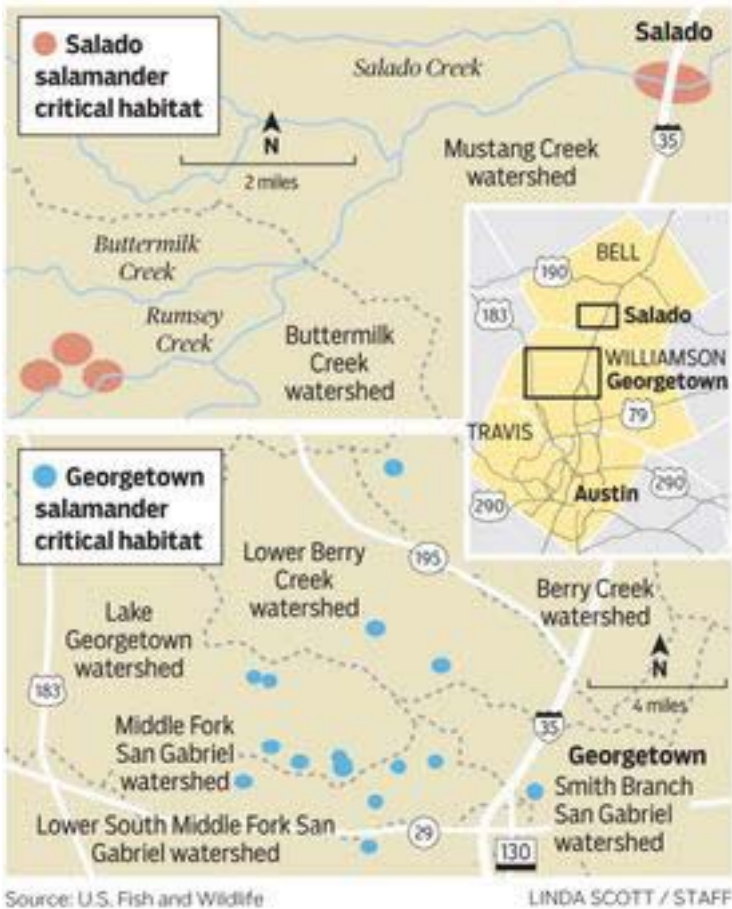 Salado
salamander
critical habitat
Salado
Salado Creek
N
2 miles
35
Mustang Creek
watershed
Buttermilk
Creek
Rumsey
Creek
Buttermilk
Creek
watershed
BELL
190
183
Salado
WILLIAMSON
Georgetown
79
TRAVIS
290
Austin
290
Georgetown
salamander
critical habitat
195
Lower Berry
Creek
watershed
Berry Creek
watershed
Lake
Georgetown
watershed
N
4 miles
183
35
Middle Fork
San Gabriel
watershed
Georgetown
Smith Branch
San Gabriel
watershed
Lower South Middle Fork San
Gabriel watershed
29
130
Source: U.S. Fish and Wildlife
LINDA SCOTT / STAFF